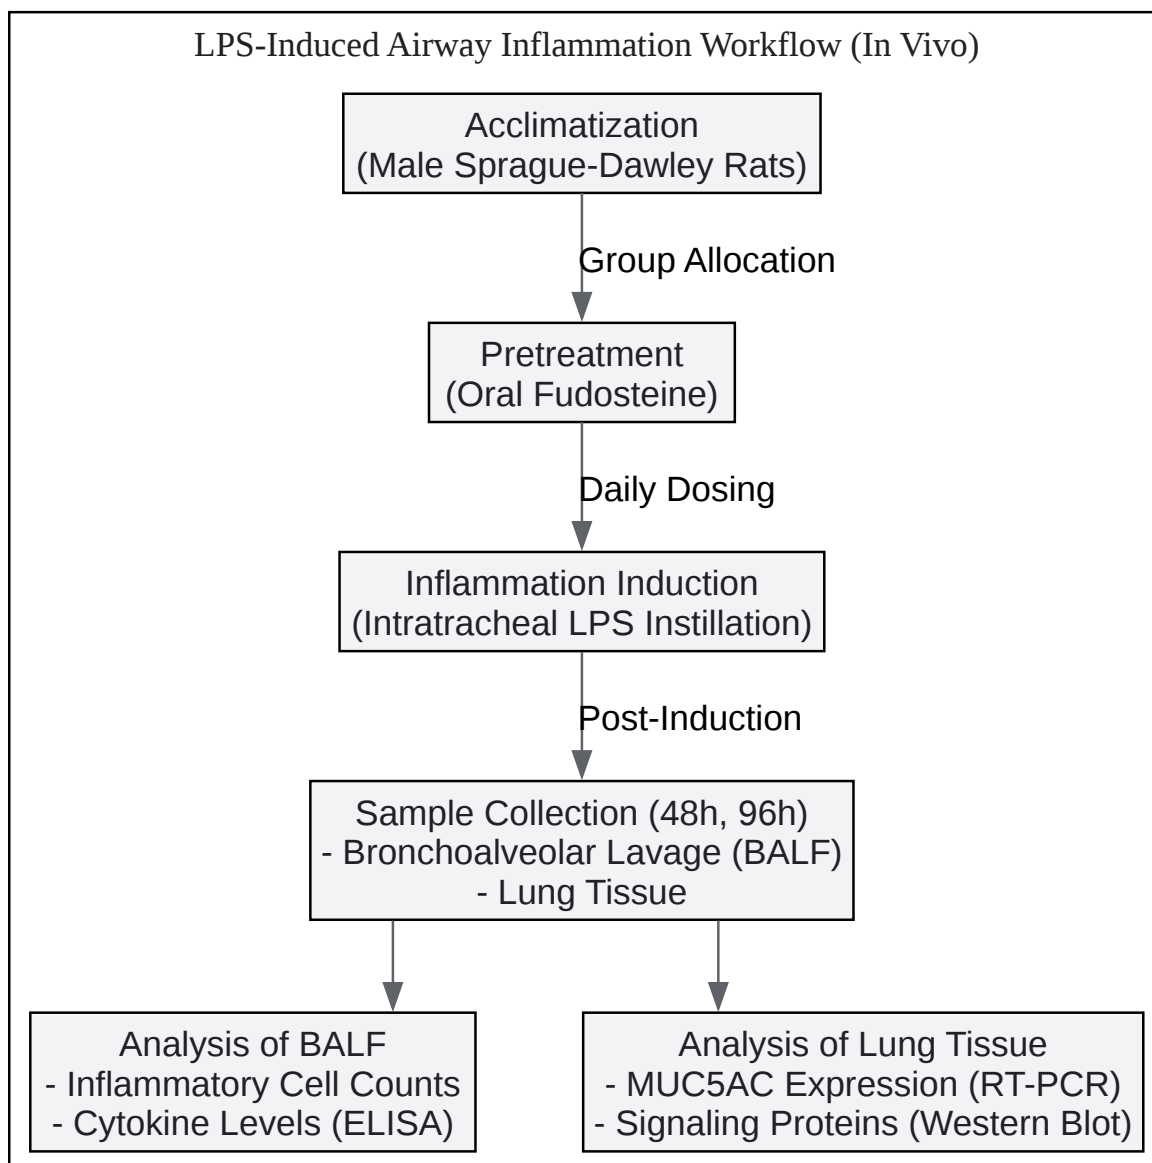 LPS-Induced Airway Inflammation Workflow (In Vivo)
Acclimatization
(Male Sprague-Dawley Rats)
Group Allocation
Pretreatment
(Oral Fudosteine)
Daily Dosing
Inflammation Induction
(Intratracheal LPS Instillation)
Post-Induction
Sample Collection (48h, 96h)
- Bronchoalveolar Lavage (BALF)
- Lung Tissue
Analysis of BALF
- Inflammatory Cell Counts
- Cytokine Levels (ELISA)
Analysis of Lung Tissue
- MUC5AC Expression (RT-PCR)
- Signaling Proteins (Western Blot)